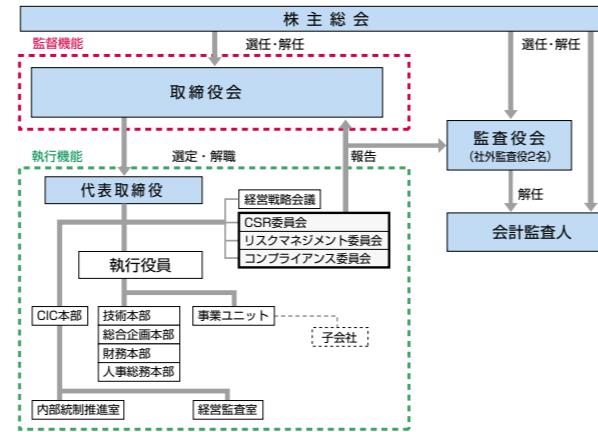 株主総会
監督機能
選任・解任
選任・解任
取締役会
監査役会
（社外監査役2名）
執行機能
選定・解職
報告
解任
代表取締役
経営戦略会議
CSR委員会
リスクマネジメント委員会
コンプライアンス委員会
会計監査人
執行役員
CIC本部
技術本部
事業ユニット
総合企画本部
子会社
財務本部
人事総務本部
内部統制推進室
経営監査室